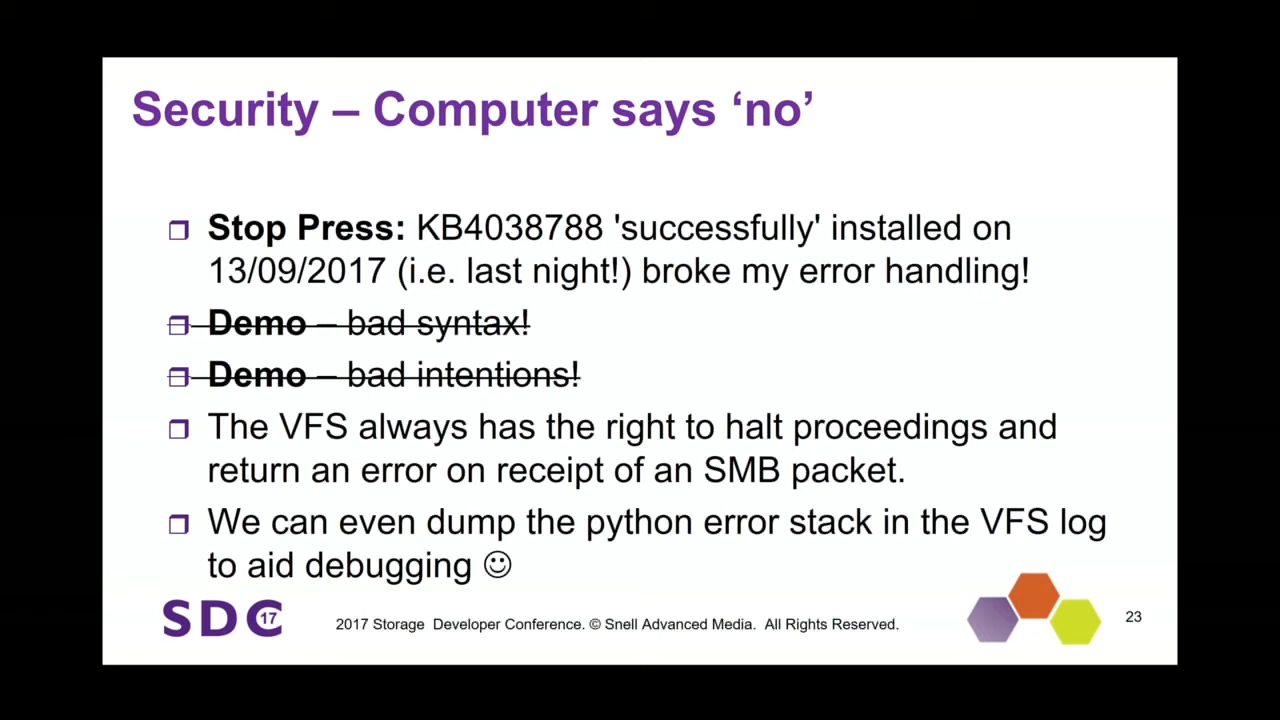 Security – Computer says ‘no’
Stop Press: KB4038788 'successfully' installed on
13/09/2017 (i.e. last night!) broke my error handling!
Demo – bad syntax!
Demo – bad intentions!
The VFS always has the right to halt proceedings and
return an error on receipt of an SMB packet.
We can even dump the python error stack in the VFS log
to aid debugging ☺
SDC 17
2017 Storage Developer Conference. © Snell Advanced Media. All Rights Reserved.
23